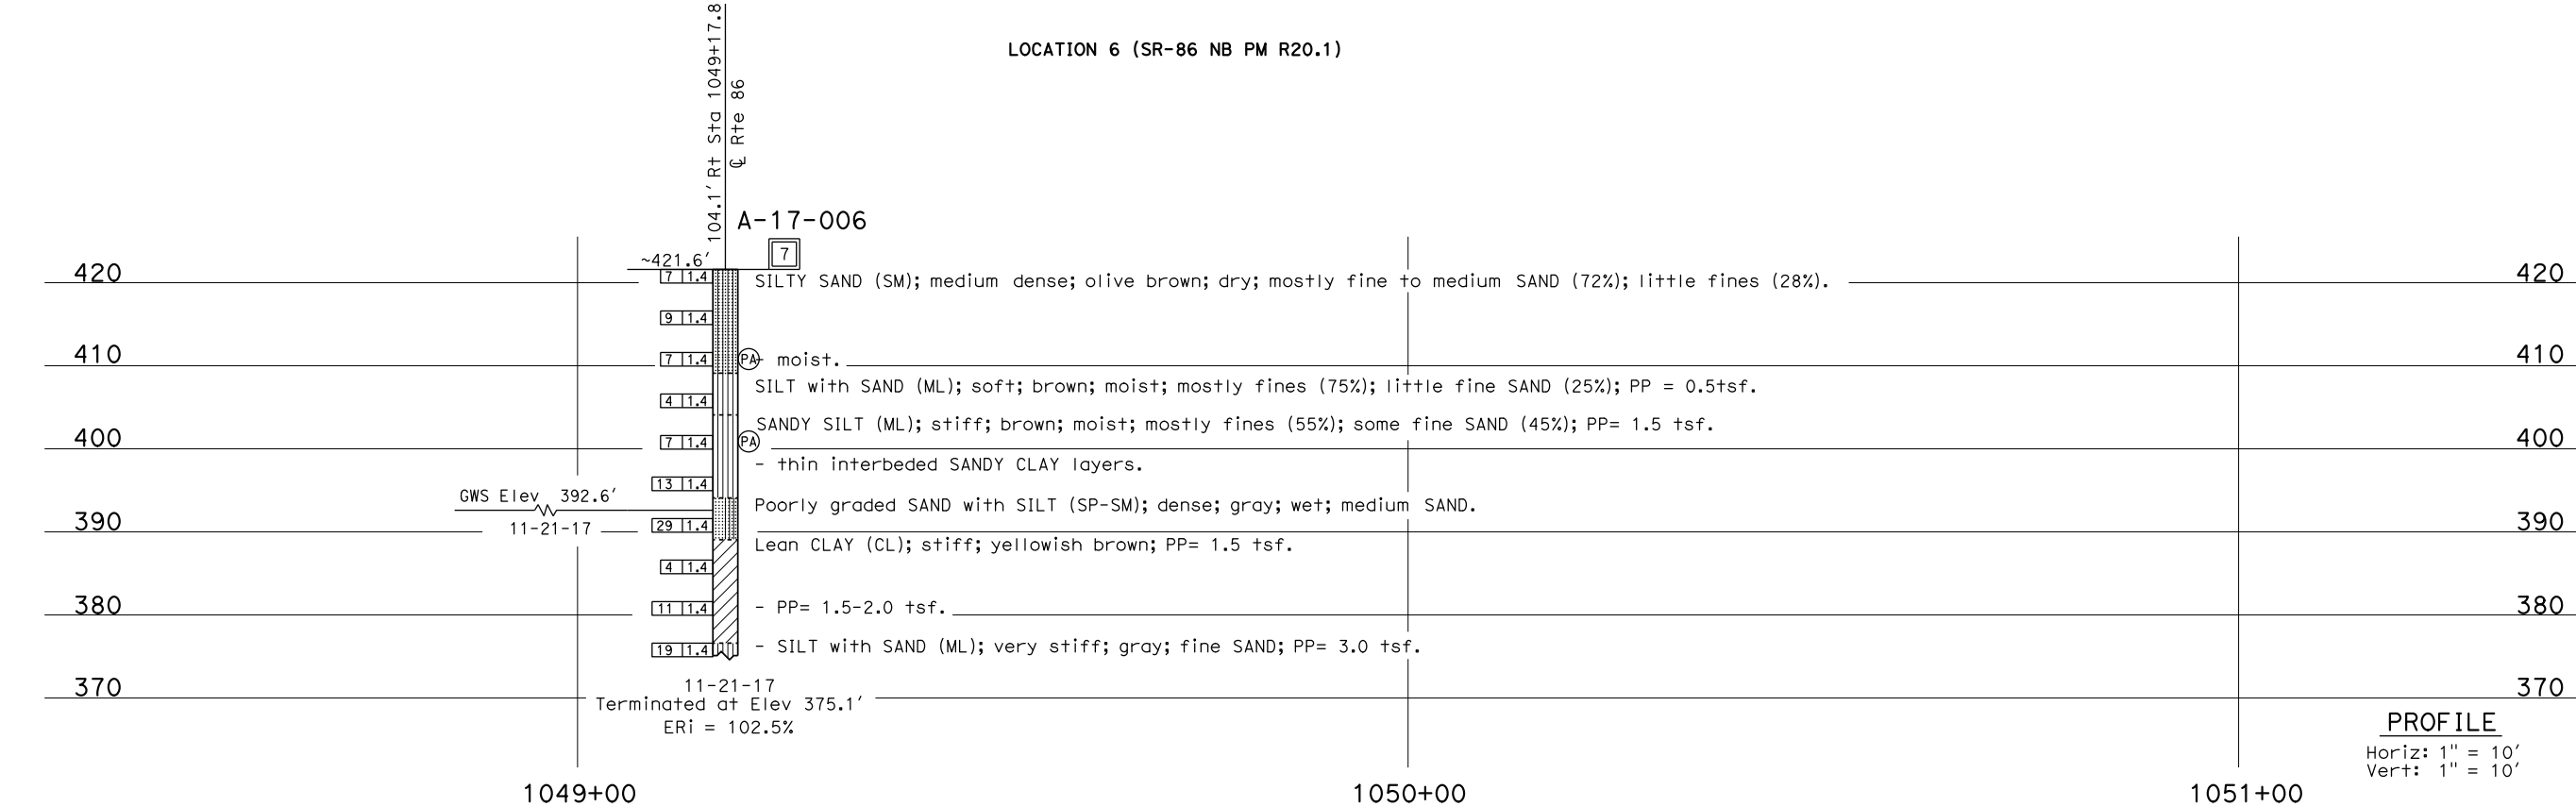 LOCATION 6 (SR-86 NB PM R20.1)
104.1' Rt Sta 1049+17.8
℄ Rte 86
A-17-006
7
~421.6'
420
7 1.4
SILTY SAND (SM); medium dense; olive brown; dry; mostly fine to medium SAND (72%); little fines (28%).
420
9 1.4
410
7 1.4
PA
- moist.
410
SILT with SAND (ML); soft; brown; moist; mostly fines (75%); little fine SAND (25%); PP = 0.5tsf.
4 1.4
SANDY SILT (ML); stiff; brown; moist; mostly fines (55%); some fine SAND (45%); PP= 1.5 tsf.
400
7 1.4
PA
400
- thin interbeded SANDY CLAY layers.
13 1.4
GWS Elev 392.6'
Poorly graded SAND with SILT (SP-SM); dense; gray; wet; medium SAND.
390
11-21-17
29 1.4
390
Lean CLAY (CL); stiff; yellowish brown; PP= 1.5 tsf.
4 1.4
380
11 1.4
- PP= 1.5-2.0 tsf.
380
19 1.4
- SILT with SAND (ML); very stiff; gray; fine SAND; PP= 3.0 tsf.
370
11-21-17
370
Terminated at Elev 375.1'
ERi = 102.5%
PROFILE
Horiz: 1" = 10'
Vert: 1" = 10'
1049+00
1050+00
1051+00